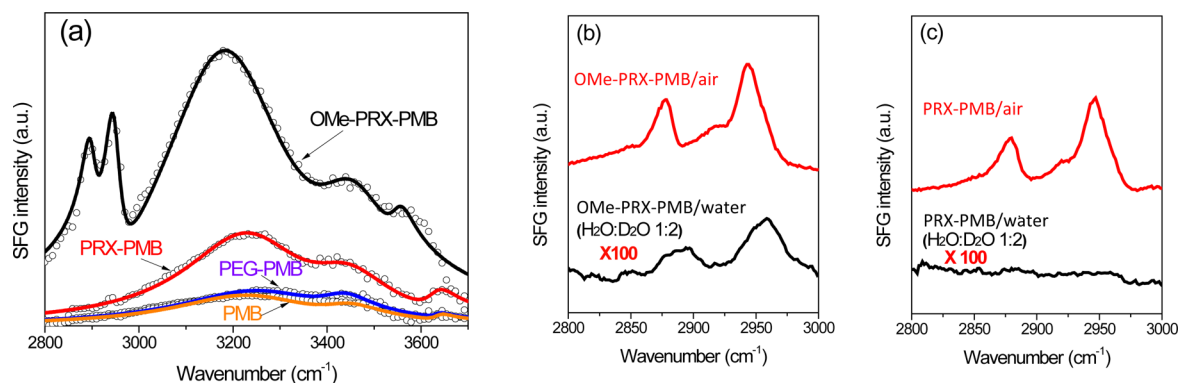 (a)
OMe-PRX-PMB
PRX-PMB
PEG-PMB
PMB
SFG intensity (a.u.)
2800 3000 3200 3400 3600
Wavenumber (cm⁻¹)
(b)
OMe-PRX-PMB/air
OMe-PRX-PMB/water
(H₂O:D₂O 1:2)
X100
SFG intensity (a.u.)
2800 2850 2900 2950 3000
Wavenumber (cm⁻¹)
(c)
PRX-PMB/air
PRX-PMB/water
(H₂O:D₂O 1:2)
X 100
SFG intensity (a.u.)
2800 2850 2900 2950 3000
Wavenumber (cm⁻¹)